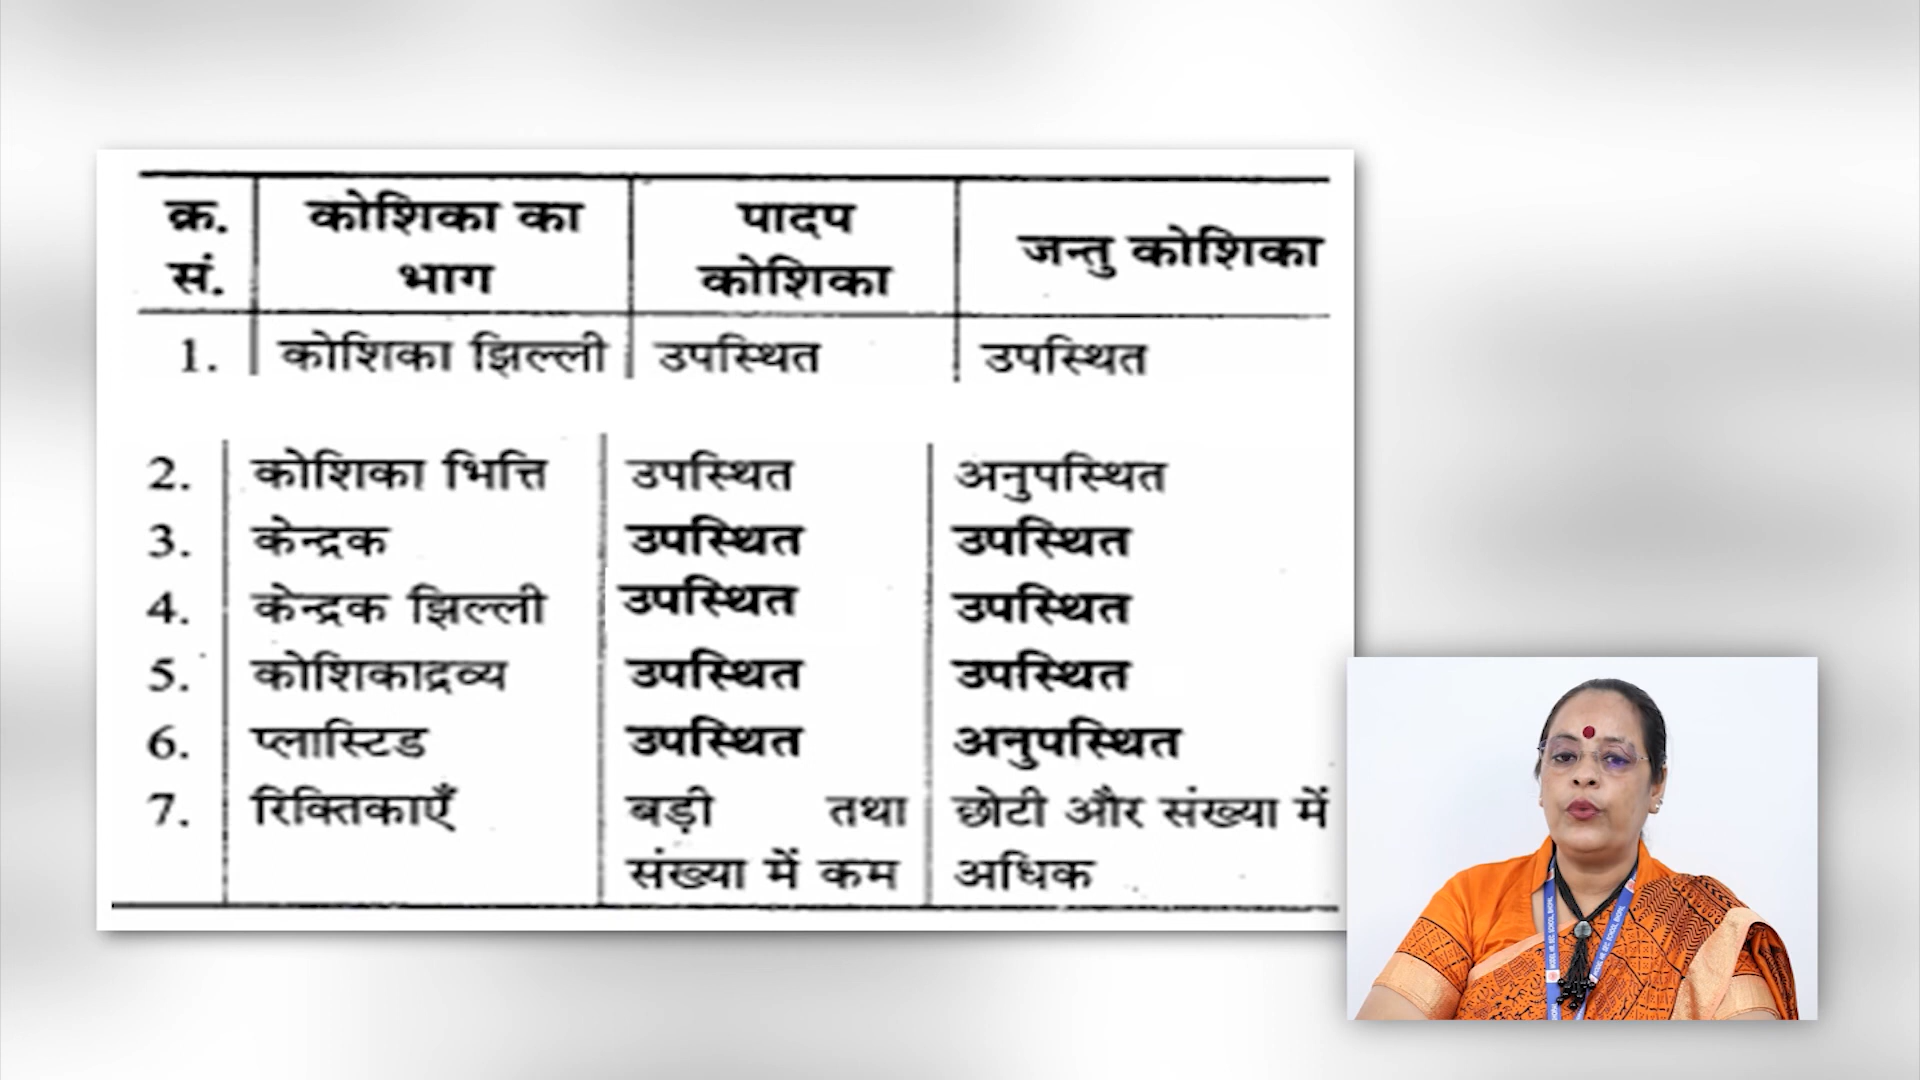 क्र. सं. कोशिका का भाग पादप कोशिका जन्तु कोशिका
1. कोशिका झिल्ली उपस्थित उपस्थित
2. कोशिका भित्ति उपस्थित अनुपस्थित
3. केन्द्रक उपस्थित उपस्थित
4. केन्द्रक झिल्ली उपस्थित उपस्थित
5. कोशिकाद्रव्य उपस्थित उपस्थित
6. प्लास्टिड उपस्थित अनुपस्थित
7. रिक्तिकाएँ बड़ी तथा छोटी और संख्या में
संख्या में कम अधिक